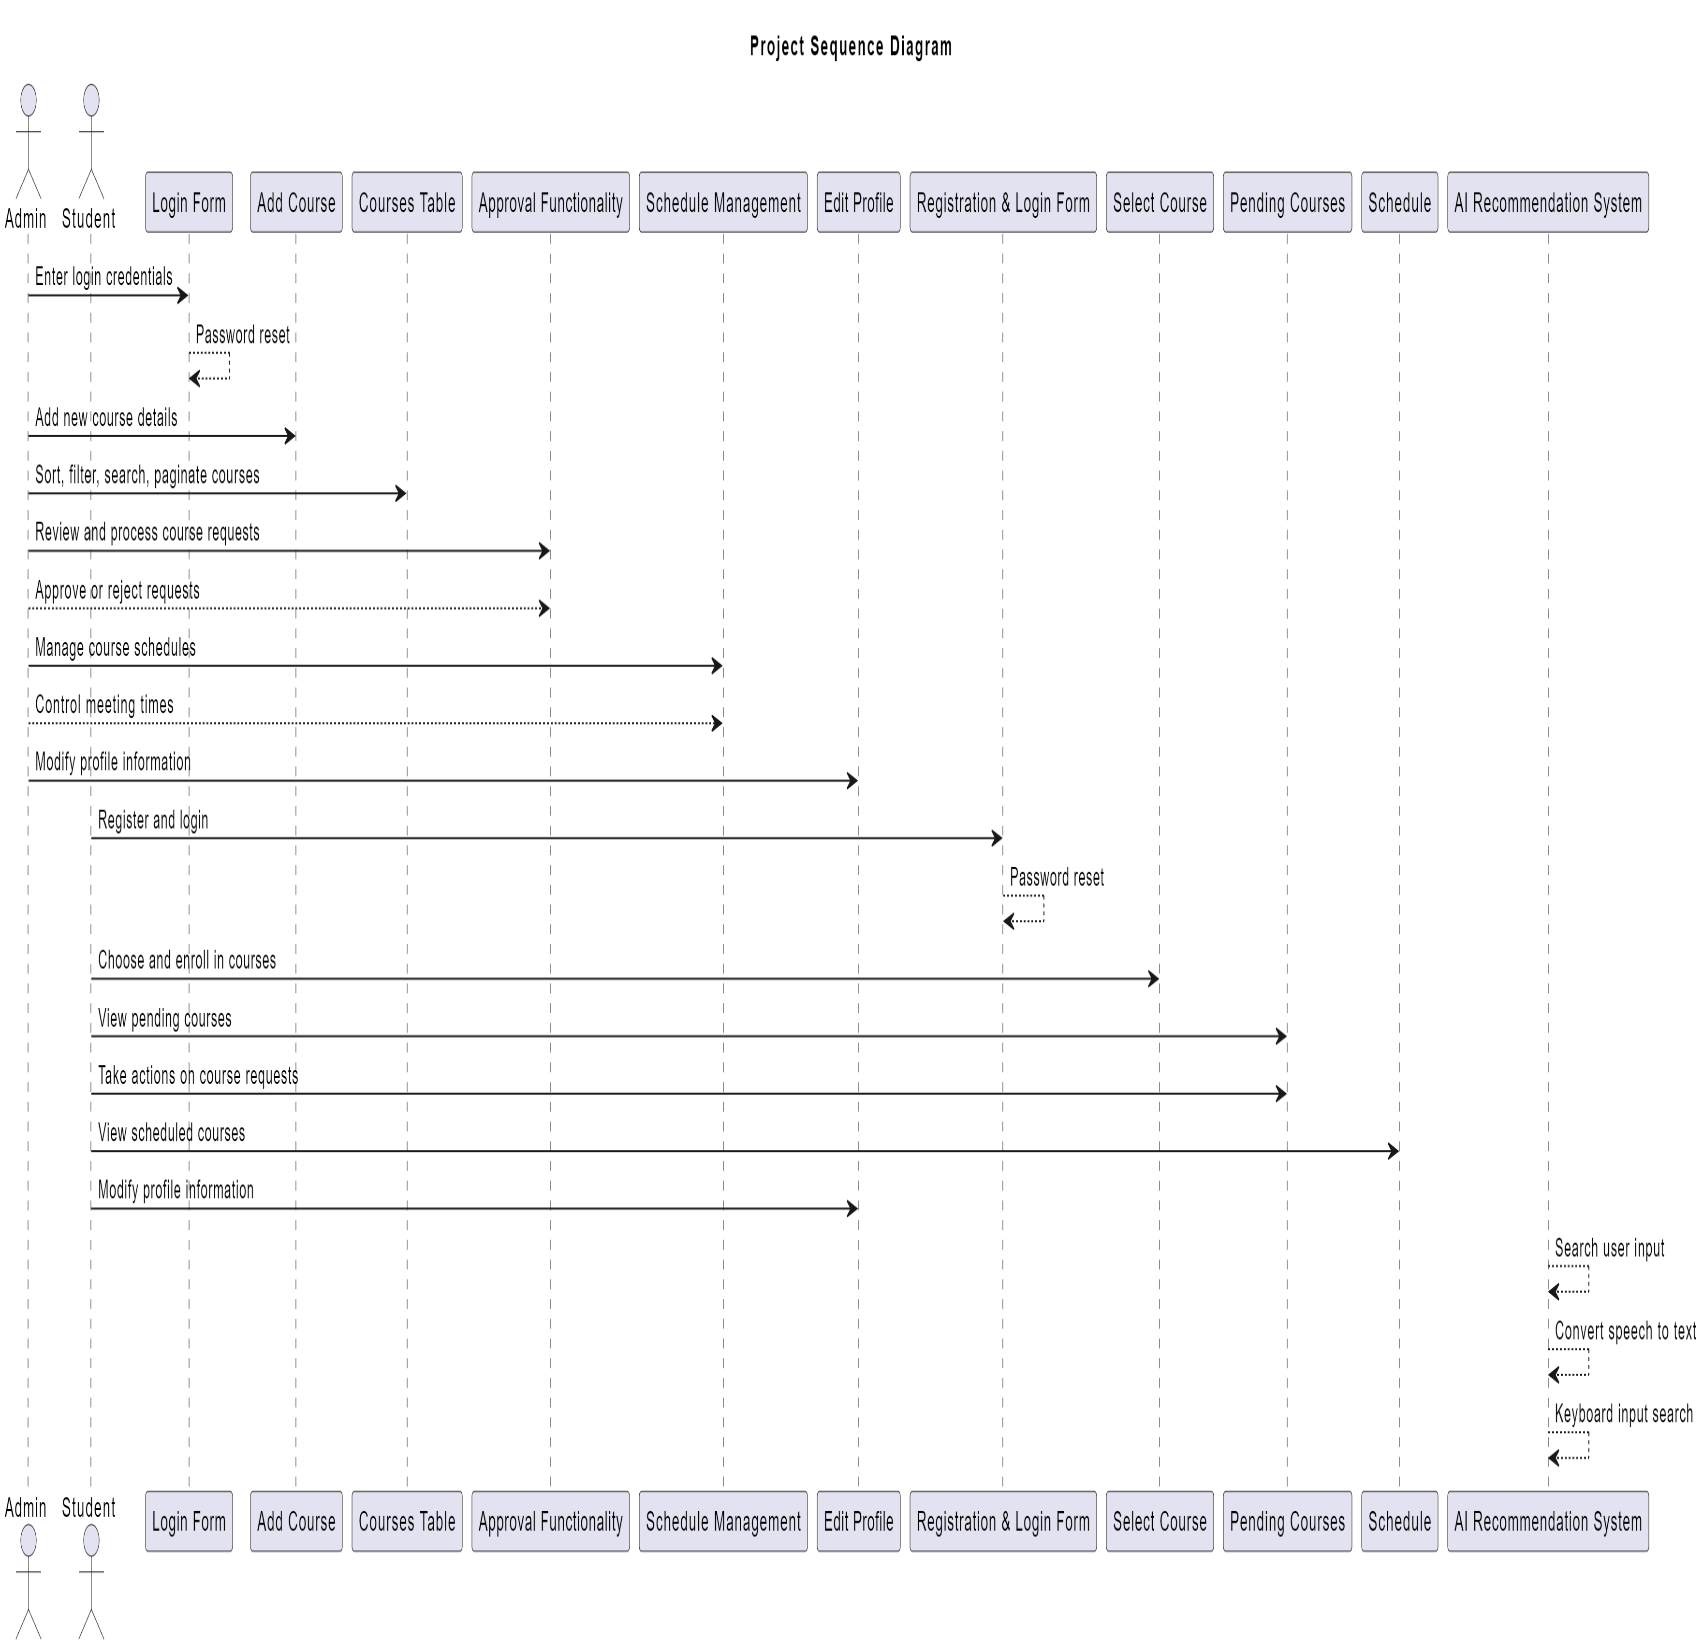 Project Sequence Diagram
Admin
Student
Login Form
Add Course
Courses Table
Approval Functionality
Schedule Management
Edit Profile
Registration & Login Form
Select Course
Pending Courses
Schedule
AI Recommendation System
Enter login credentials
Password reset
Add new course details
Sort, filter, search, paginate courses
Review and process course requests
Approve or reject requests
Manage course schedules
Control meeting times
Modify profile information
Register and login
Password reset
Choose and enroll in courses
View pending courses
Take actions on course requests
View scheduled courses
Modify profile information
Search user input
Convert speech to text
Keyboard input search
Admin
Student
Login Form
Add Course
Courses Table
Approval Functionality
Schedule Management
Edit Profile
Registration & Login Form
Select Course
Pending Courses
Schedule
AI Recommendation System